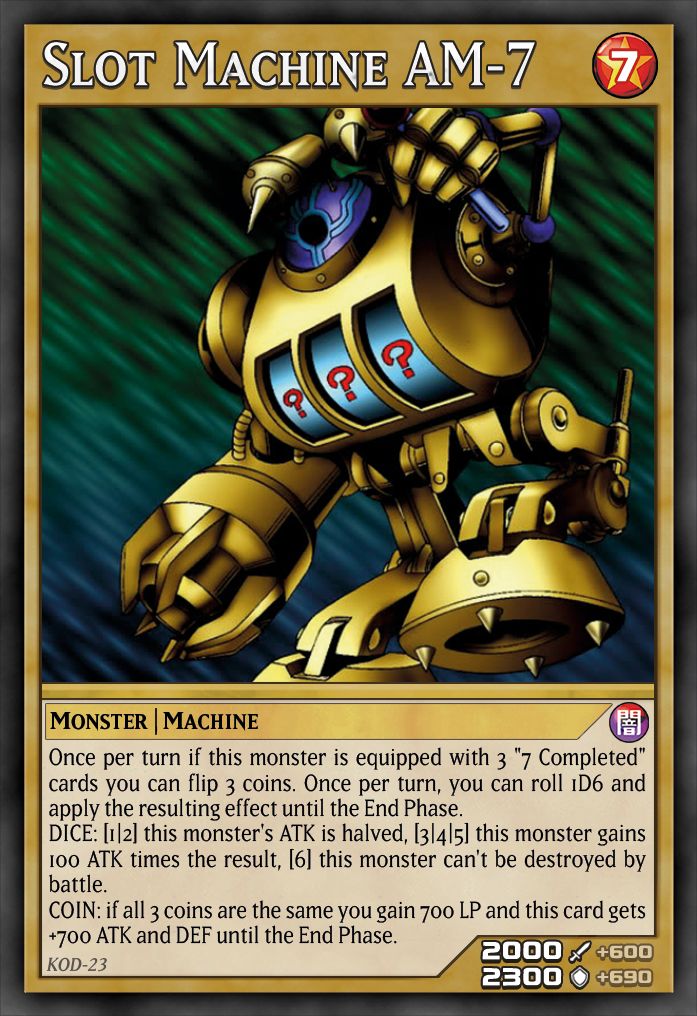 SLOT MACHINE AM-7
7
? ? ?
MONSTER | MACHINE
闇
Once per turn if this monster is equipped with 3 "7 Completed"
cards you can flip 3 coins. Once per turn, you can roll 1D6 and
apply the resulting effect until the End Phase.
DICE: [1|2] this monster's ATK is halved, [3|4|5] this monster gains
100 ATK times the result, [6] this monster can't be destroyed by
battle.
COIN: if all 3 coins are the same you gain 700 LP and this card gets
+700 ATK and DEF until the End Phase.
2000 +600
KOD-23
2300 +690